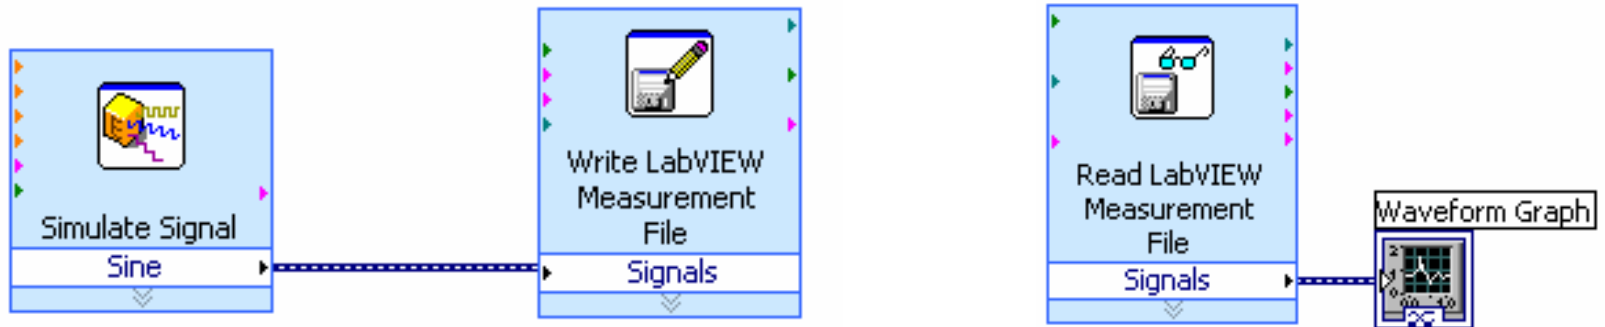 Simulate Signal
Sine
Write LabVIEW
Measurement
File
Signals
Read LabVIEW
Measurement
File
Signals
Waveform Graph